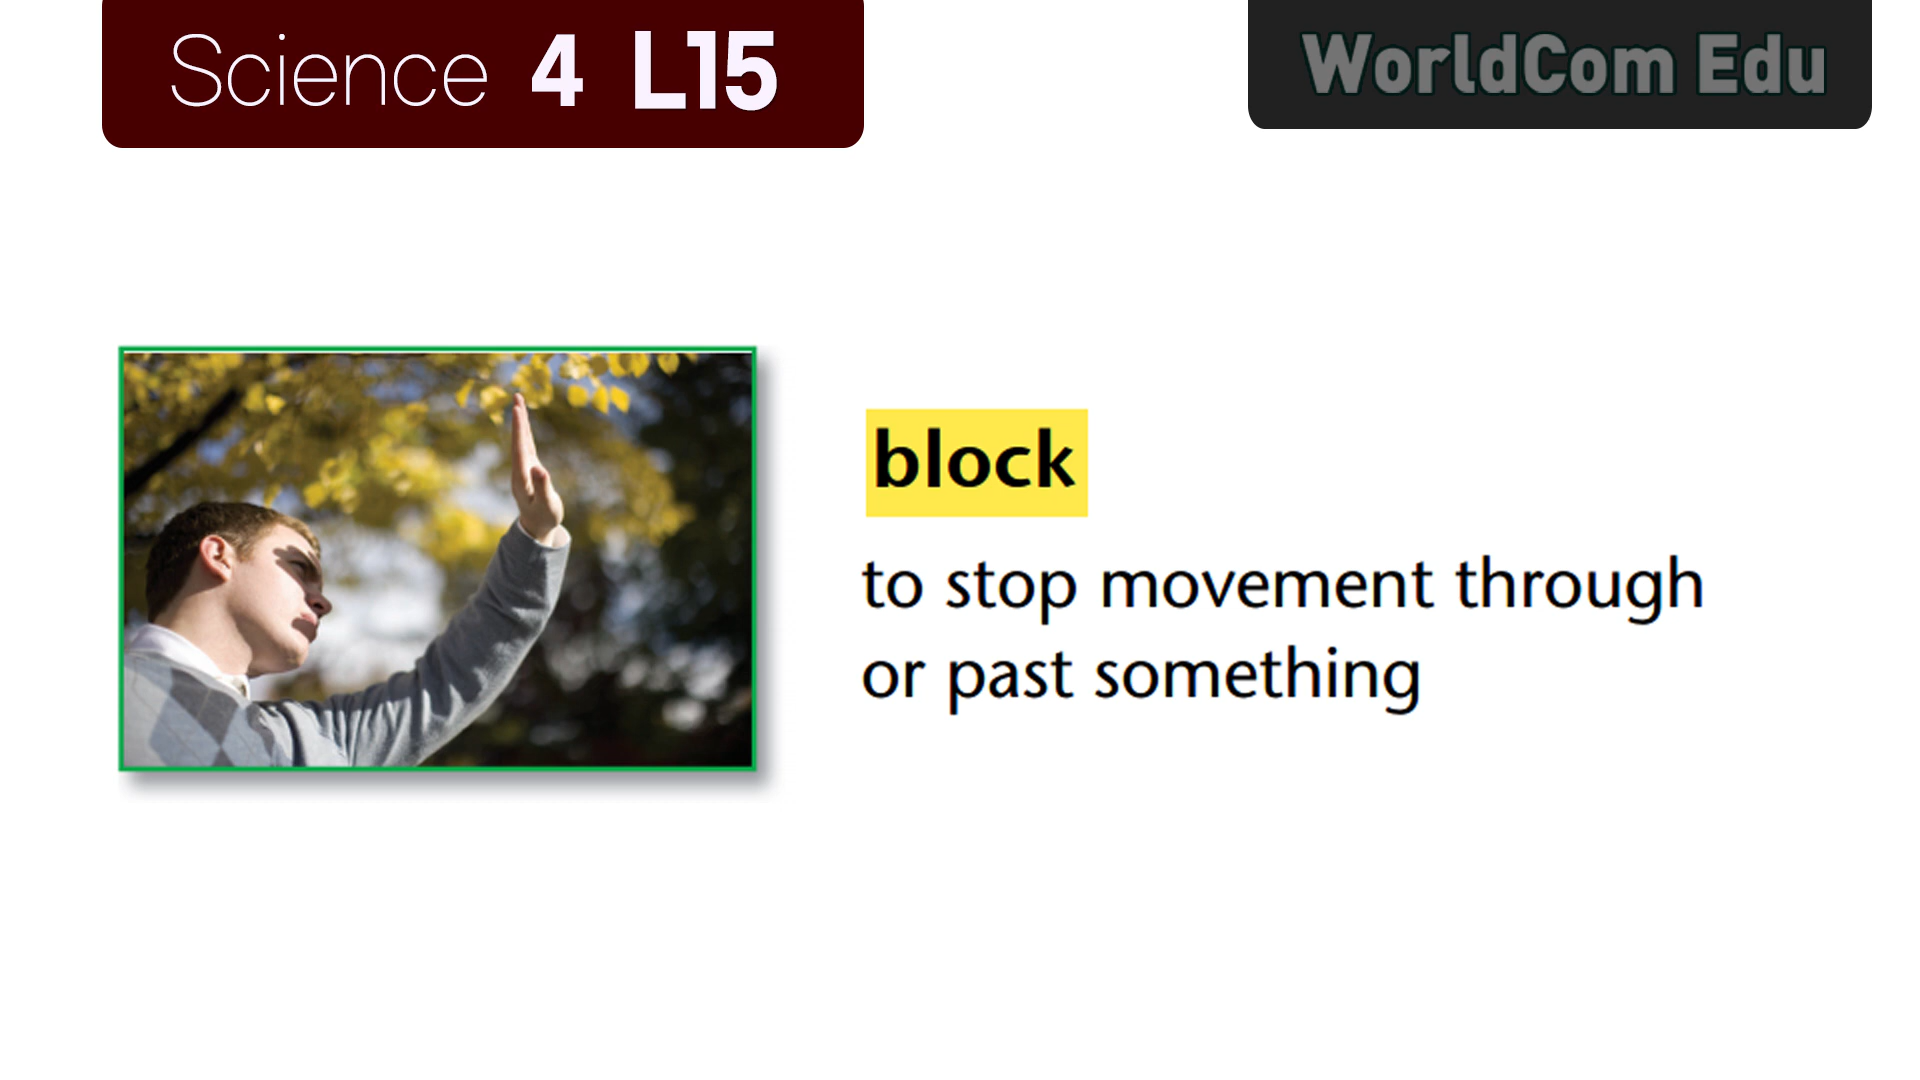 Science 4 L15
WorldCom Edu
block
to stop movement through
or past something